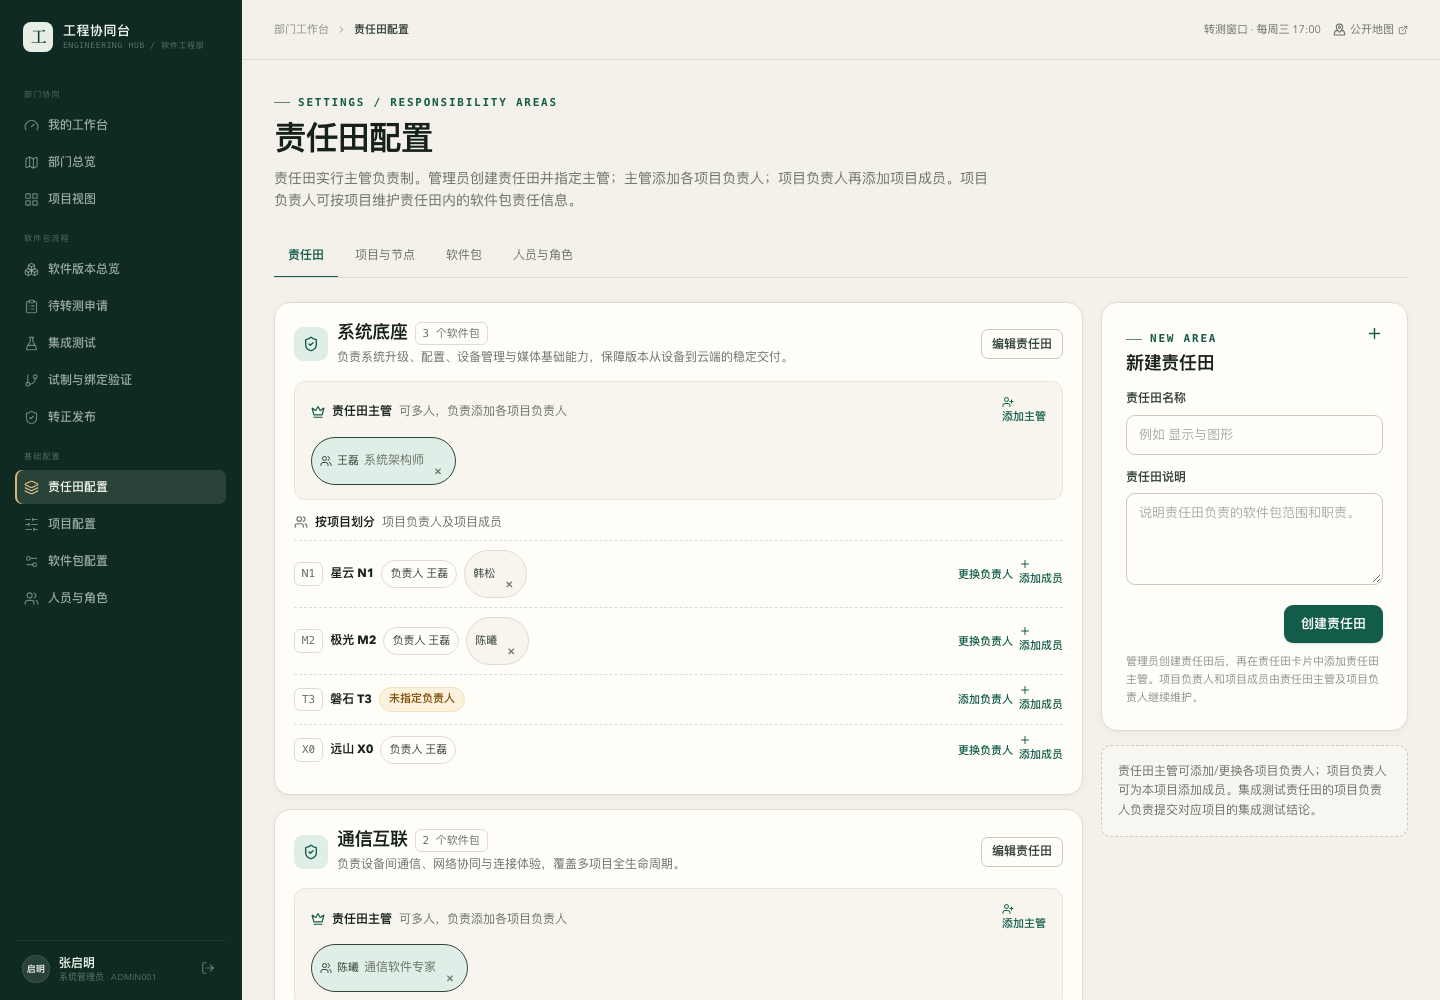 工
工程协同台
ENGINEERING HUB / 软件工程部
部门协同
我的工作台
部门总览
项目视图
软件包流程
软件版本总览
待转测申请
集成测试
试制与绑定验证
转正发布
基础配置
责任田配置
项目配置
软件包配置
人员与角色
启明
张启明
系统管理员 · ADMIN001
部门工作台 > 责任田配置
转测窗口 · 每周三 17:00 公开地图
SETTINGS / RESPONSIBILITY AREAS
责任田配置
责任田实行主管负责制。管理员创建责任田并指定主管；主管添加各项目负责人；项目负责人再添加项目成员。项目
负责人可按项目维护责任田内的软件包责任信息。
责任田 项目与节点 软件包 人员与角色
系统底座 3 个软件包
负责系统升级、配置、设备管理与媒体基础能力，保障版本从设备到云端的稳定交付。
编辑责任田
责任田主管 可多人，负责添加各项目负责人
添加主管
王磊 系统架构师 ×
按项目划分 项目负责人及项目成员
N1 星云 N1 负责人 王磊 韩松 × 更换负责人 + 添加成员
M2 极光 M2 负责人 王磊 陈曦 × 更换负责人 + 添加成员
T3 磐石 T3 未指定负责人 添加负责人 + 添加成员
X0 远山 X0 负责人 王磊 更换负责人 + 添加成员
通信互联 2 个软件包
负责设备间通信、网络协同与连接体验，覆盖多项目全生命周期。
编辑责任田
责任田主管 可多人，负责添加各项目负责人
添加主管
陈曦 通信软件专家 ×
NEW AREA
+
新建责任田
责任田名称
例如 显示与图形
责任田说明
说明责任田负责的软件包范围和职责。
创建责任田
管理员创建责任田后，再在责任田卡片中添加责任田
主管。项目负责人和项目成员由责任田主管及项目负
责人继续维护。
责任田主管可添加/更换各项目负责人；项目负责人
可为本项目添加成员。集成测试责任田的项目负责
人负责提交对应项目的集成测试结论。